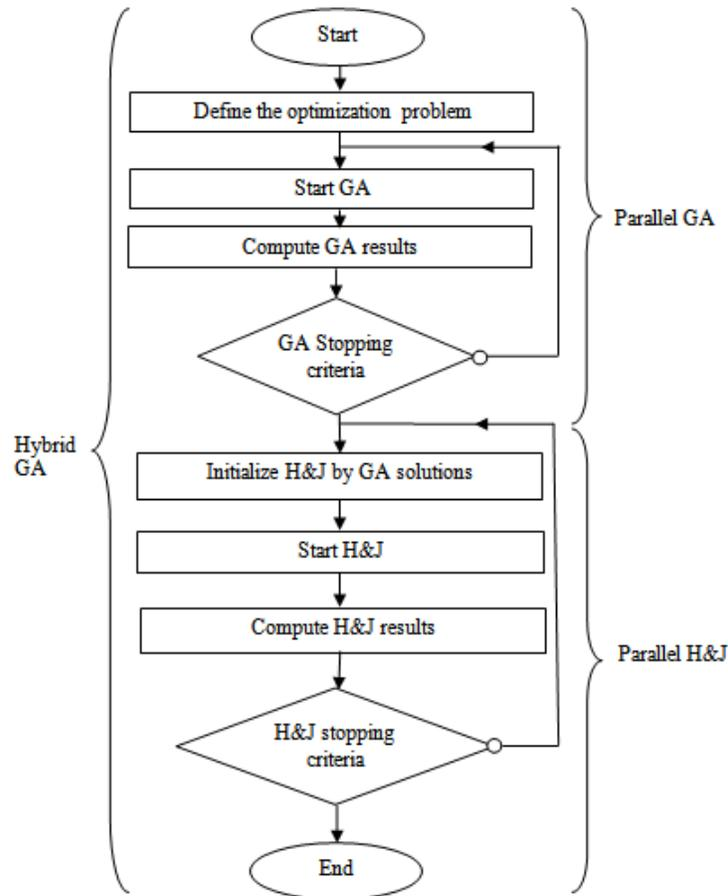 Start
Define the optimization problem
Start GA
Compute GA results
Parallel GA
GA Stopping
criteria
Hybrid
GA
Initialize H&J by GA solutions
Start H&J
Compute H&J results
Parallel H&J
H&J stopping
criteria
End